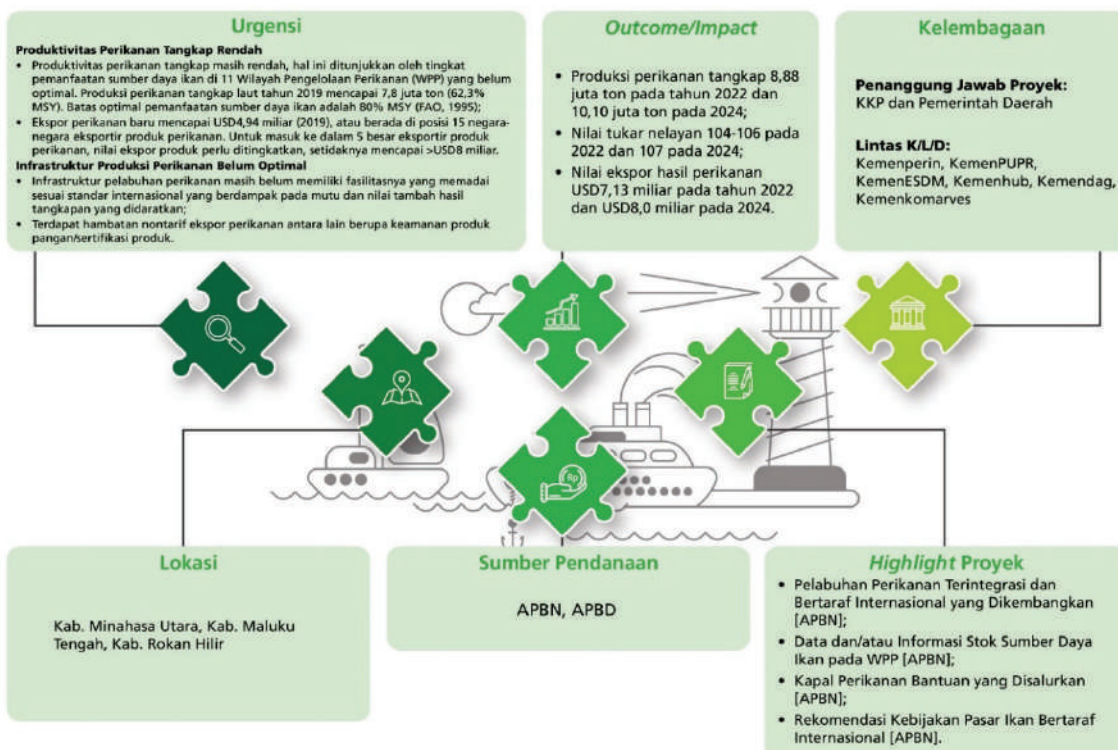 Urgensi
Produktivitas Perikanan Tangkap Rendah
• Produktivitas perikanan tangkap masih rendah, hal ini ditunjukkan oleh tingkat
pemanfaatan sumber daya ikan di 11 Wilayah Pengelolaan Perikanan (WPP) yang belum
optimal. Produksi perikanan tangkap laut tahun 2019 mencapai 7,8 juta ton (62,3%
MSY). Batas optimal pemanfaatan sumber daya ikan adalah 80% MSY (FAO, 1995);
• Ekspor perikanan baru mencapai USD4,94 miliar (2019), atau berada di posisi 15 negara-
negara eksportir produk perikanan. Untuk masuk ke dalam 5 besar eksportir produk
perikanan, nilai ekspor produk perlu ditingkatkan, setidaknya mencapai >USD8 miliar.
Infrastruktur Produksi Perikanan Belum Optimal
• Infrastruktur pelabuhan perikanan masih belum memiliki fasilitasnya yang memadai
sesuai standar internasional yang berdampak pada mutu dan nilai tambah hasil
tangkapan yang didaratkan;
• Terdapat hambatan nontarif ekspor perikanan antara lain berupa keamanan produk
pangan/sertifikasi produk.
Outcome/Impact
• Produksi perikanan tangkap 8,88
juta ton pada tahun 2022 dan
10,10 juta ton pada 2024;
• Nilai tukar nelayan 104-106 pada
2022 dan 107 pada 2024;
• Nilai ekspor hasil perikanan
USD7,13 miliar pada tahun 2022
dan USD8,0 miliar pada 2024.
Kelembagaan
Penanggung Jawab Proyek:
KKP dan Pemerintah Daerah
Lintas K/L/D:
Kemenperin, KemenPUPR,
KemenESDM, Kemenhub, Kemendag,
Kemenkomarves
Rp
Lokasi
Kab. Minahasa Utara, Kab. Maluku
Tengah, Kab. Rokan Hilir
Sumber Pendanaan
APBN, APBD
Highlight Proyek
• Pelabuhan Perikanan Terintegrasi dan
Bertaraf Internasional yang Dikembangkan
[APBN];
• Data dan/atau Informasi Stok Sumber Daya
Ikan pada WPP [APBN];
• Kapal Perikanan Bantuan yang Disalurkan
[APBN];
• Rekomendasi Kebijakan Pasar Ikan Bertaraf
Internasional [APBN].